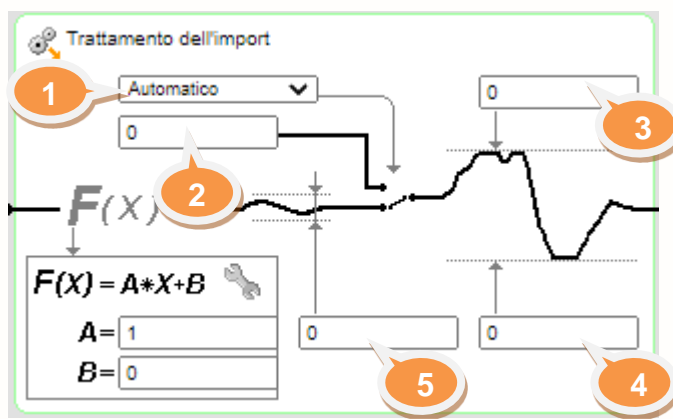 Trattamento dell'import
1
Automatico
0
3
0
2
F(X)
F(X) = A*X+B
A= 1
0
0
B= 0
5
4